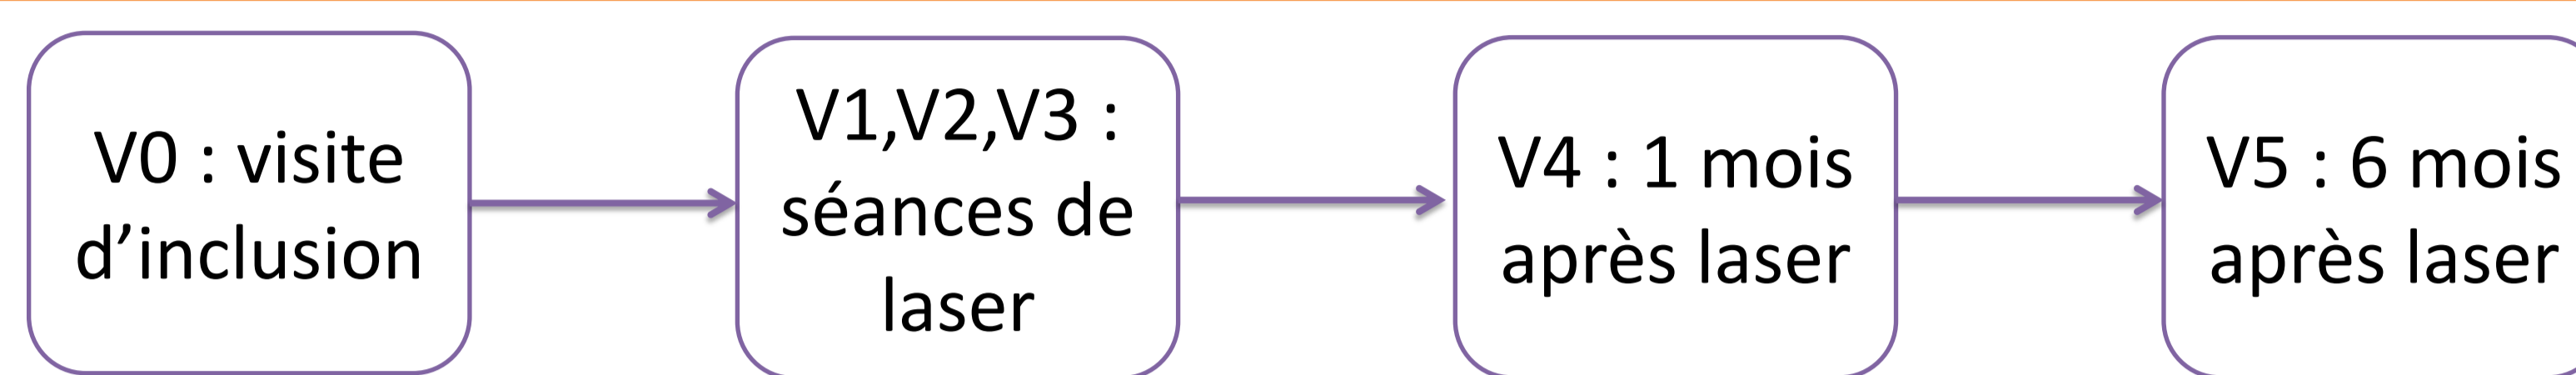 V0 : visite
d’inclusion
V1,V2,V3 :
séances de
laser
V4 : 1 mois
après laser
V5 : 6 mois
après laser